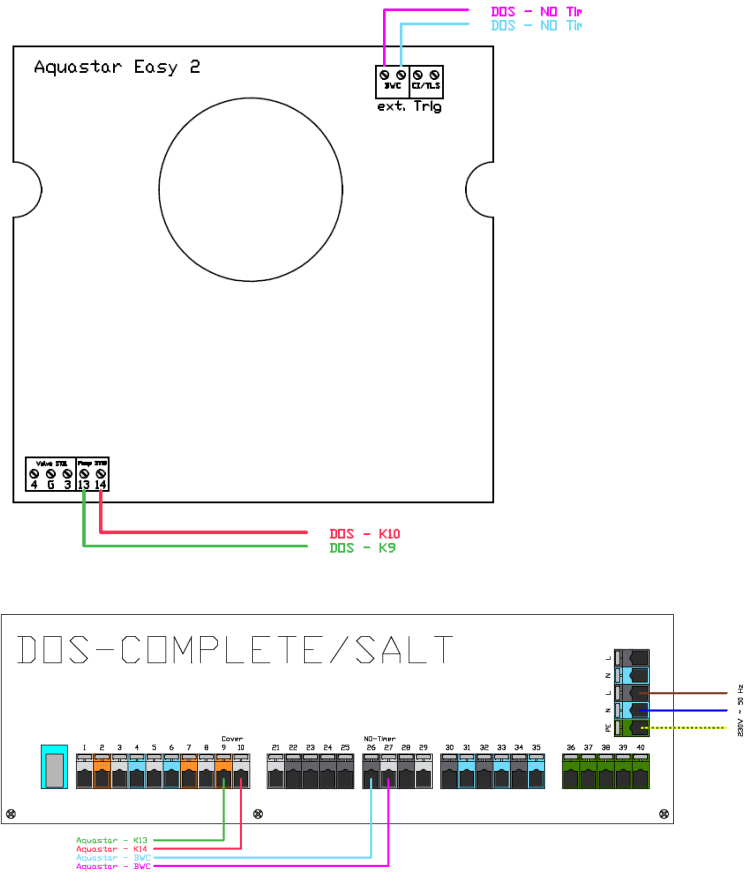 DOS - NO Tim
DOS - NO Tim
Aquastar Easy 2
BWC CI/TLS
ext. Trig
Valve STB Pump STB
4 G 3 13 14
DOS - K10
DOS - K9
DOS-COMPLETE/SALT
L
N
L
N
PE
230V ~ 50 Hz
Cover NO-Timer
1 2 3 4 5 6 7 8 9 10 21 22 23 24 25 26 27 28 29 30 31 32 33 34 35 36 37 38 39 40
Aquastar - K13
Aquastar - K14
Aquastar - BWC
Aquastar - BWC